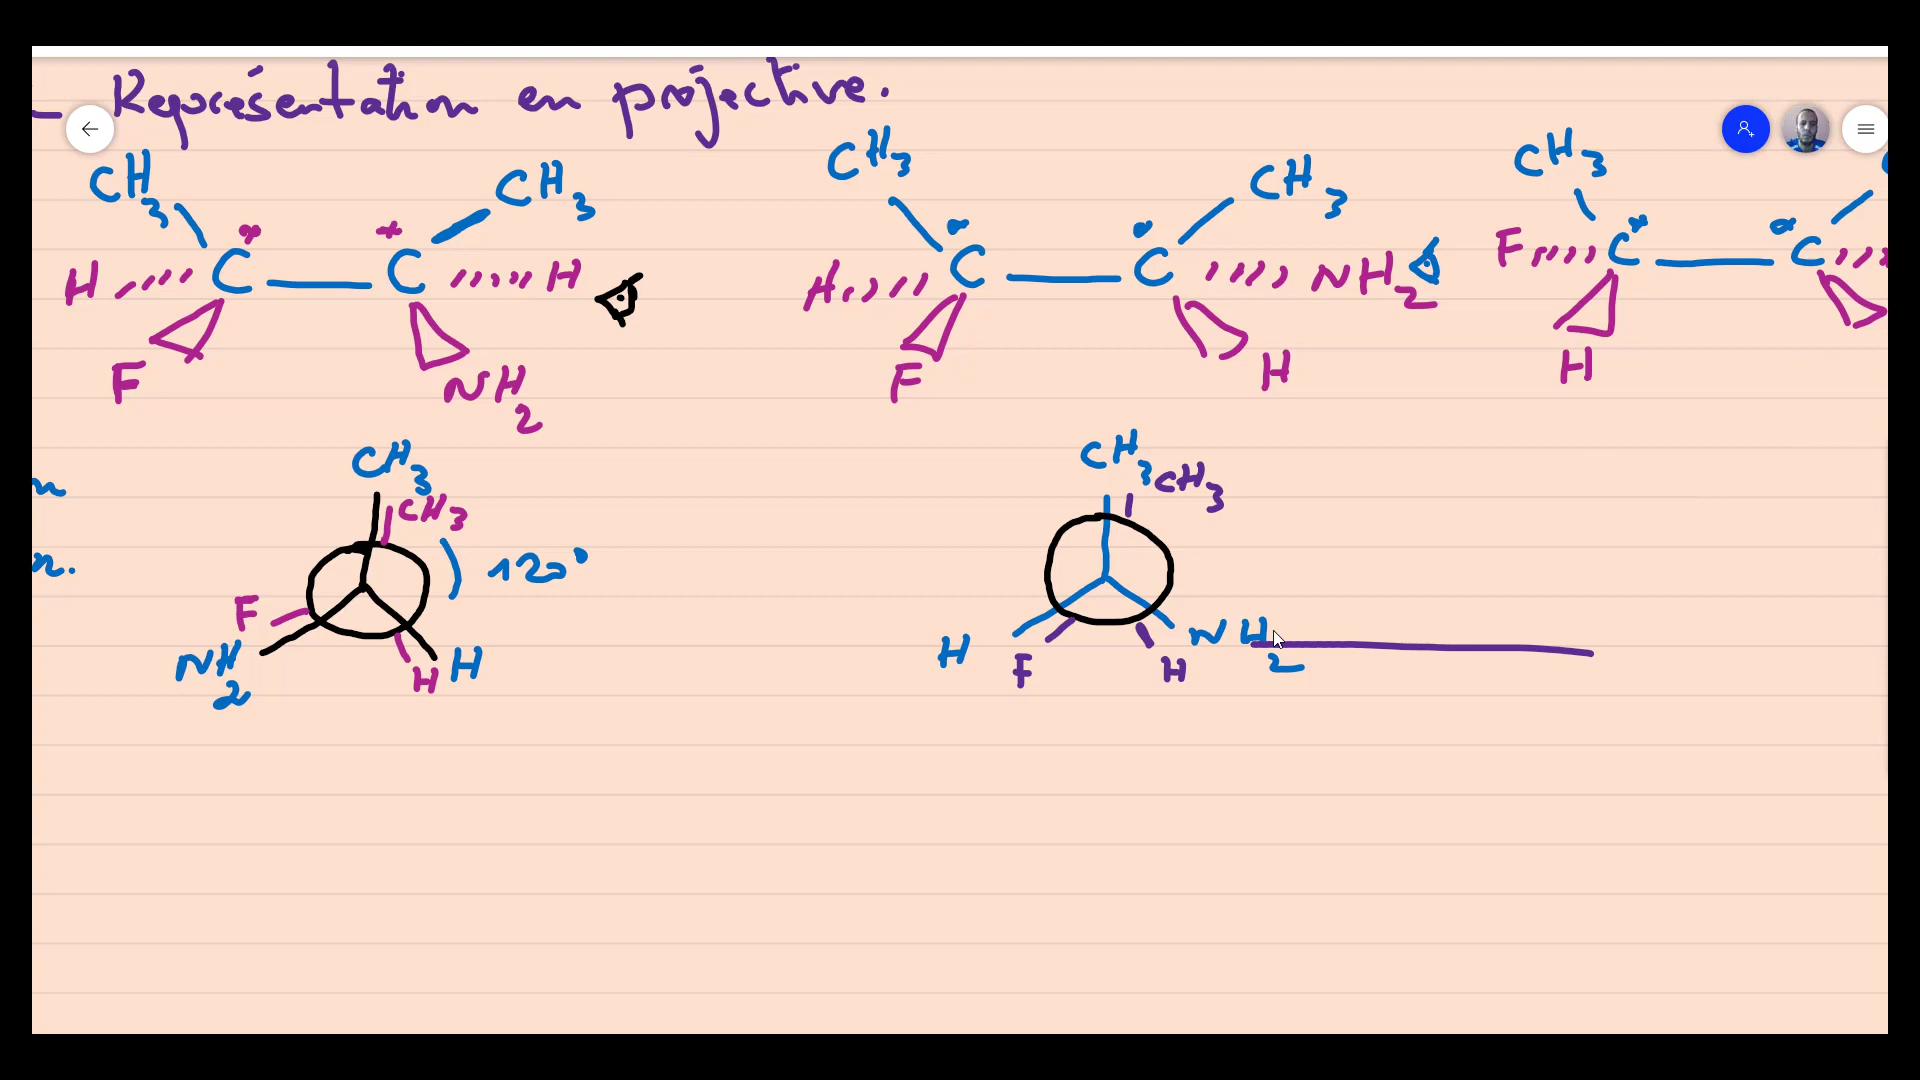 Représentation en projective.
CH3 CH3 CH3 CH3 CH3
H C C H H C C NH2 F C C
F NH2 F H H
CH3 CH3
CH3 CH3
120°
F
NH2 H H H F H NH2